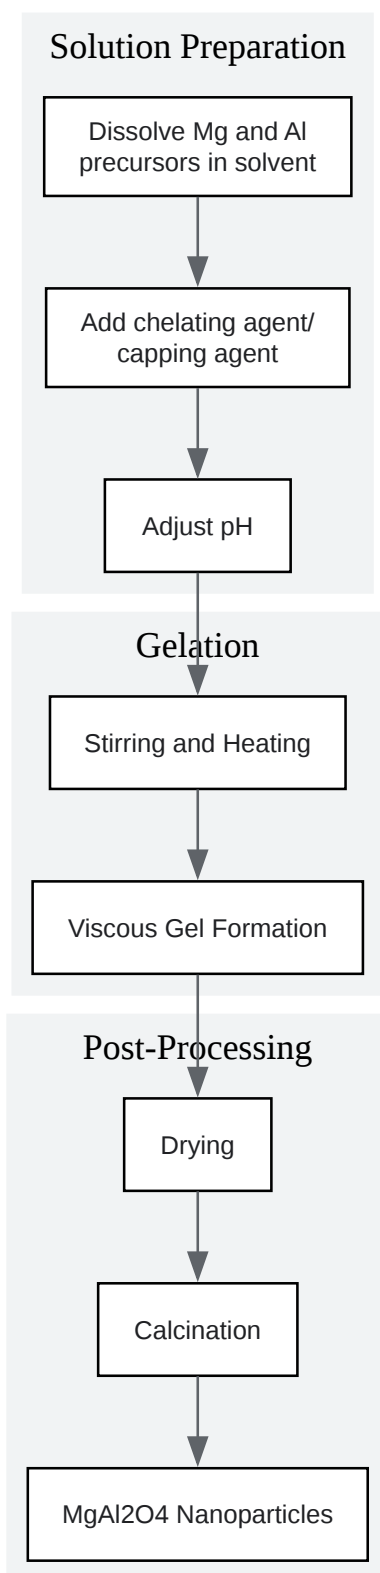 Solution Preparation
Dissolve Mg and Al
precursors in solvent
Add chelating agent/
capping agent
Adjust pH
Gelation
Stirring and Heating
Viscous Gel Formation
Post-Processing
Drying
Calcination
MgAl2O4 Nanoparticles